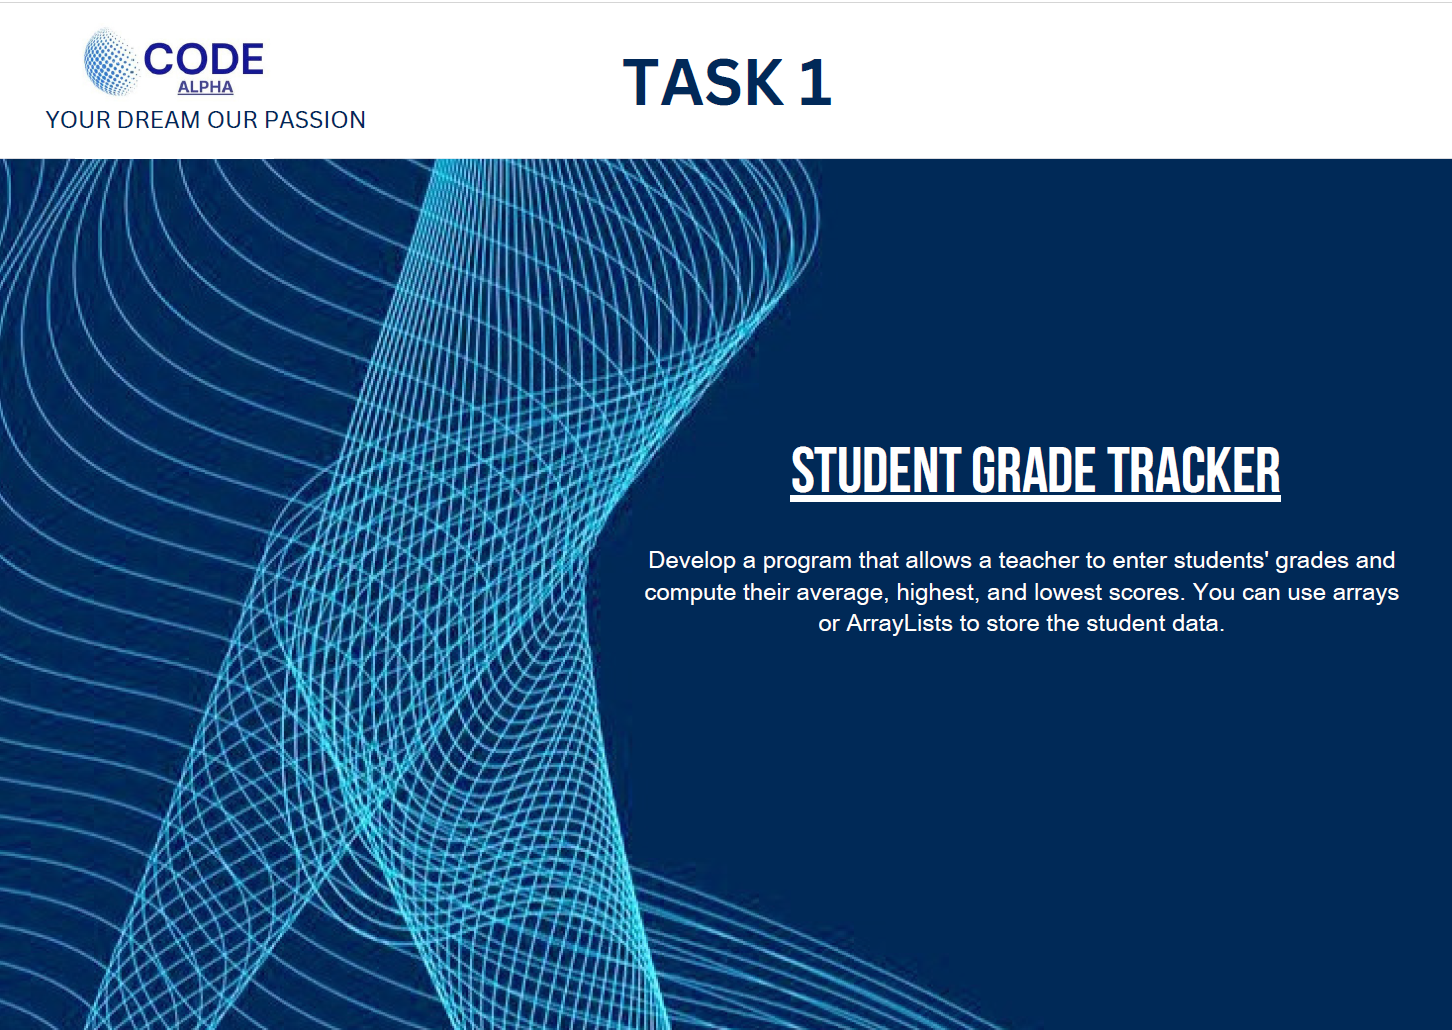 CODE
ALPHA
YOUR DREAM OUR PASSION
TASK 1
STUDENT GRADE TRACKER
Develop a program that allows a teacher to enter students' grades and
compute their average, highest, and lowest scores. You can use arrays
or ArrayLists to store the student data.